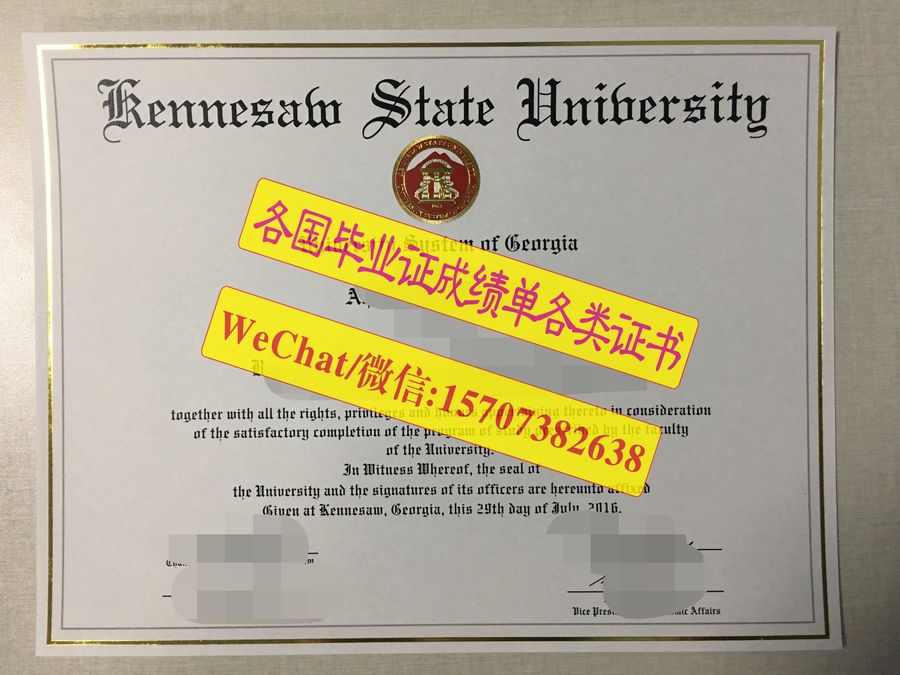 Kennesaw State University
System of Georgia
各国毕业证成绩单各类证书
WeChat/微信:15707382638
together with all the rights, privileges and honors thereto in consideration
of the satisfactory completion of the program of study by the faculty
of the University.
In Witness Whereof, the seal of
the University and the signatures of its officers are hereunto affixed
Given at Kennesaw, Georgia, this 29th day of July, 2016.
Vice Affairs